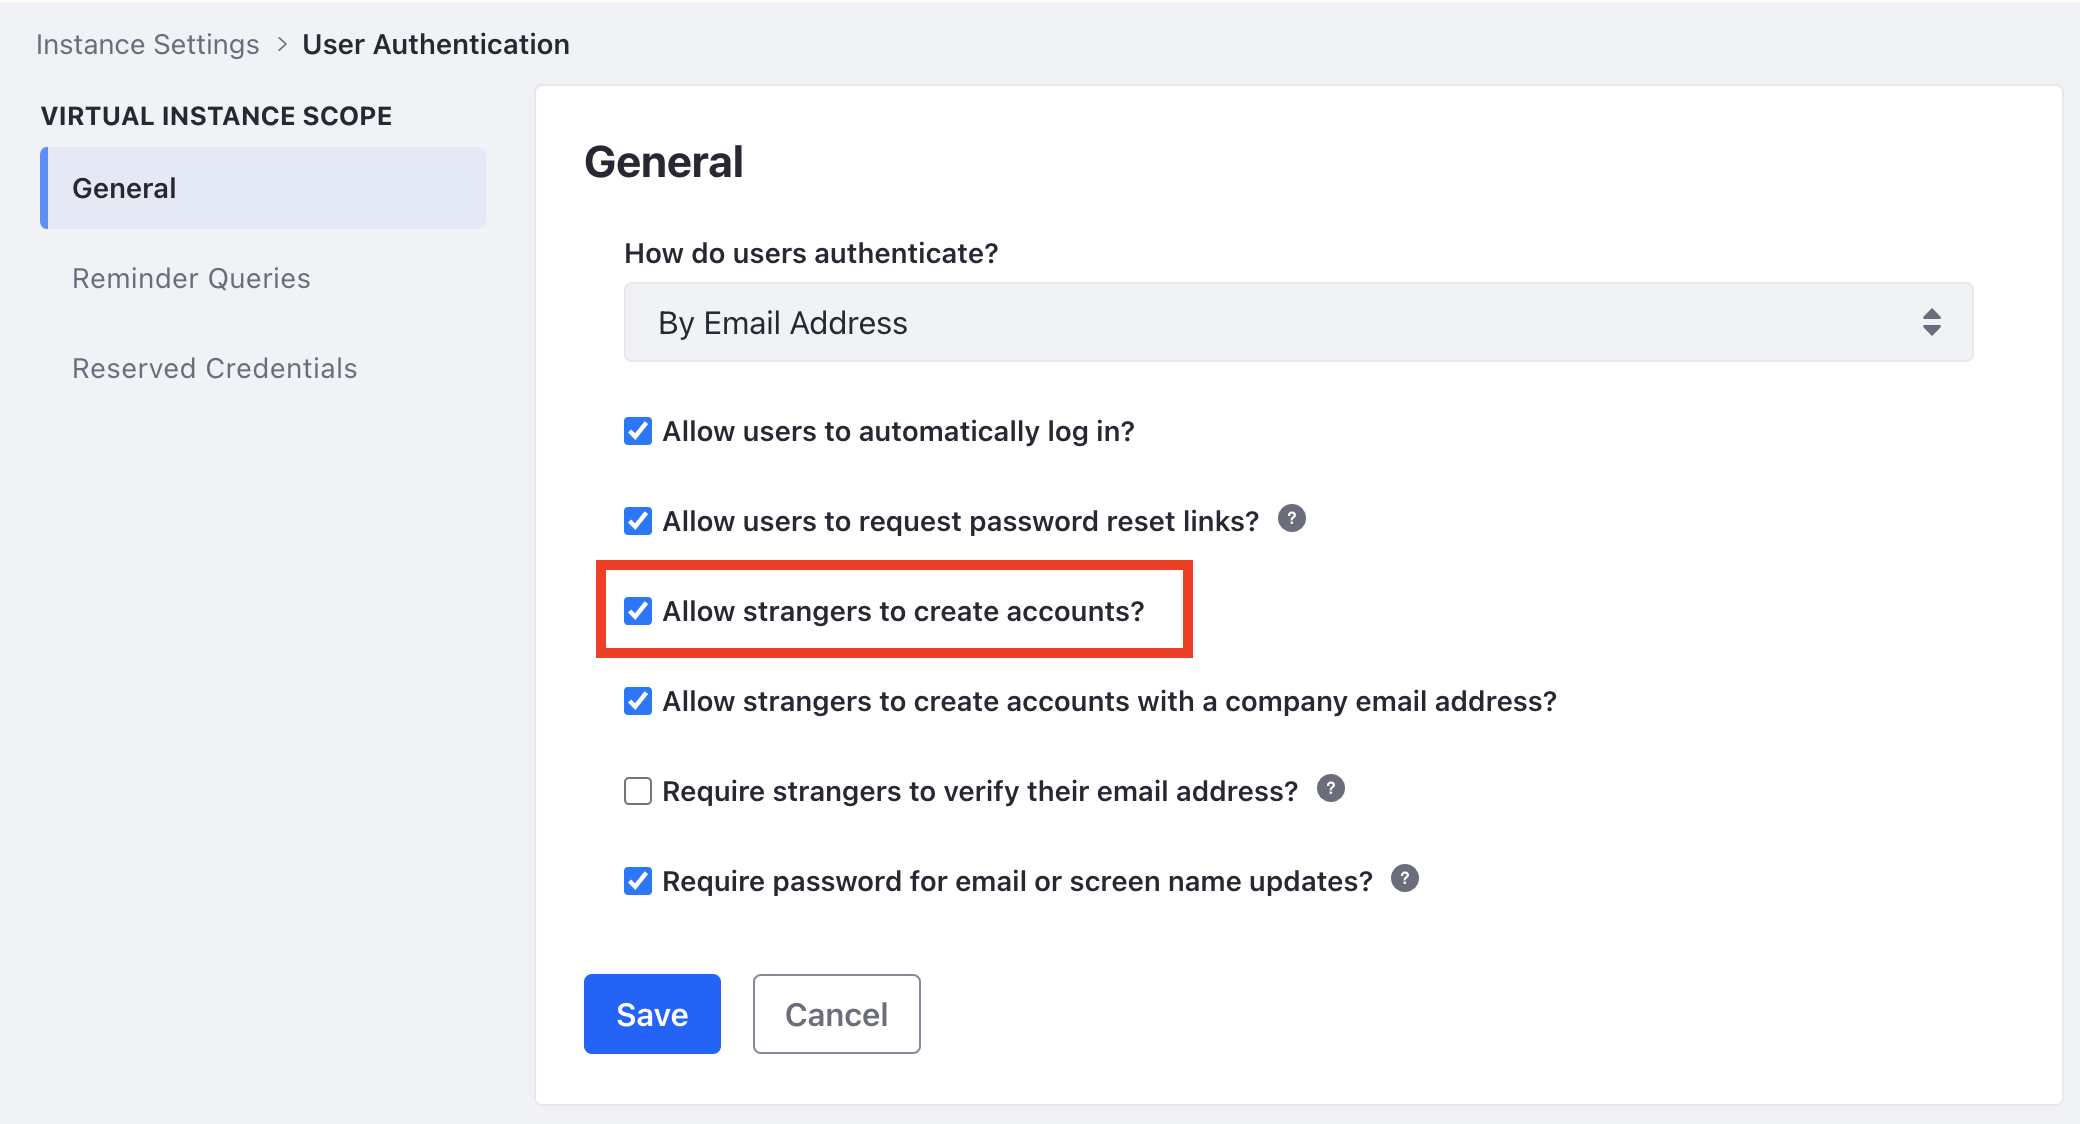 Instance Settings > User Authentication
VIRTUAL INSTANCE SCOPE
General
Reminder Queries
Reserved Credentials
General
How do users authenticate?
By Email Address
Allow users to automatically log in?
Allow users to request password reset links? ?
Allow strangers to create accounts?
Allow strangers to create accounts with a company email address?
Require strangers to verify their email address? ?
Require password for email or screen name updates? ?
Save Cancel